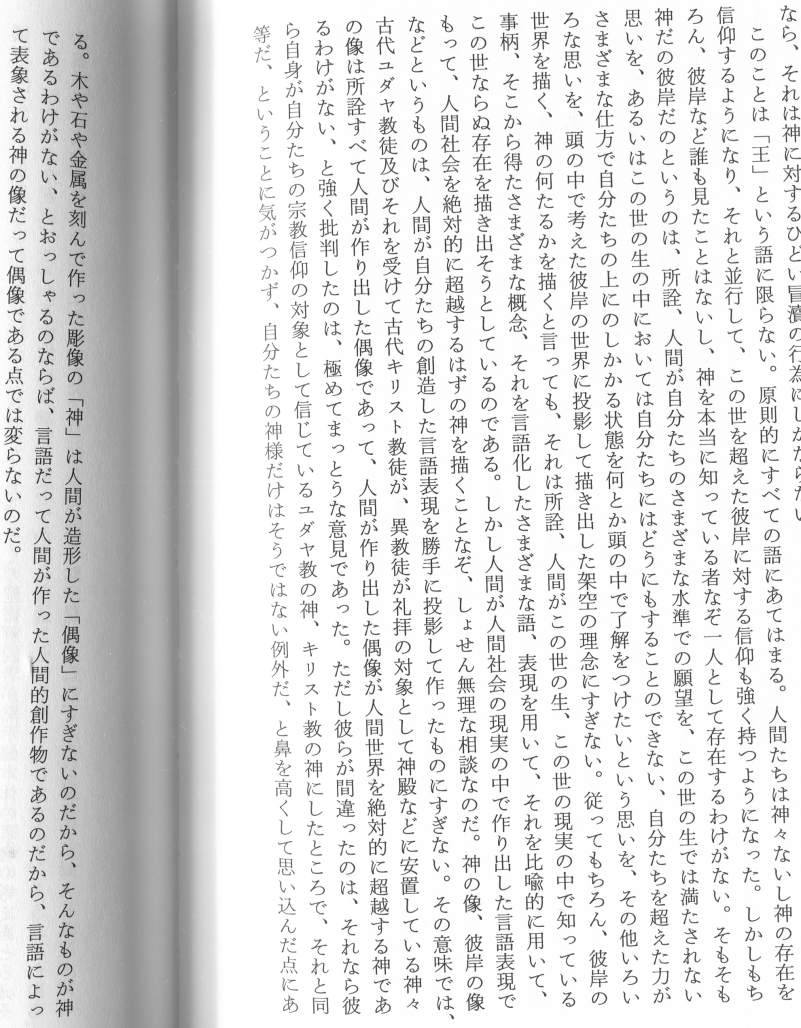 なら、それは神に対するひどい冒瀆の行為にしかならない
このことは「王」という語に限らない。原則的にすべての語にあてはまる。人間たちは神々ないし神の存在を
信仰するようになり、それと並行して、この世を超えた彼岸に対する信仰も強く持つようになった。しかしもち
ろん、彼岸など誰も見たことはないし、神を本当に知っている者なぞ一人として存在するわけがない。そもそも
神だの彼岸だのというのは、所詮、人間が自分たちのさまざまな水準での願望を、この世の生では満たされない
思いを、あるいはこの世の生の中においては自分たちにはどうにもすることのできない、自分たちを超えた力が
さまざまな仕方で自分たちの上にのしかかる状態を何とか頭の中で了解をつけたいという思いを、その他いろい
ろな思いを、頭の中で考えた彼岸の世界に投影して描き出した架空の理念にすぎない。従ってもちろん、彼岸の
世界を描く、神の何たるかを描くと言っても、それは所詮、人間がこの世の生、この世の現実の中で知っている
事柄、そこから得たさまざまな概念、それを言語化したさまざまな語、表現を用いて、それを比喩的に用いて、
この世ならぬ存在を描き出そうとしているのである。しかし人間が人間社会の現実の中で作り出した言語表現で
もって、人間社会を絶対的に超越するはずの神を描くことなぞ、しょせん無理な相談なのだ。神の像、彼岸の像
などというものは、人間が自分たちの創造した言語表現を勝手に投影して作ったものにすぎない。その意味では、
古代ユダヤ教徒及びそれを受けて古代キリスト教徒が、異教徒が礼拝の対象として神殿などに安置している神々
の像は所詮すべて人間が作り出した偶像であって、人間が作り出した偶像が人間世界を絶対的に超越する神であ
るわけがない、と強く批判したのは、極めてまっとうな意見であった。ただし彼らが間違ったのは、それなら彼
ら自身が自分たちの宗教信仰の対象として信じているユダヤ教の神、キリスト教の神にしたところで、それと同
等だ、ということに気がつかず、自分たちの神様だけはそうではない例外だ、と鼻を高くして思い込んだ点にあ
る。木や石や金属を刻んで作った彫像の「神」は人間が造形した「偶像」にすぎないのだから、そんなものが神
であるわけがない、とおっしゃるのならば、言語だって人間が作った人間的創作物であるのだから、言語によっ
て表象される神の像だって偶像である点では変らないのだ。